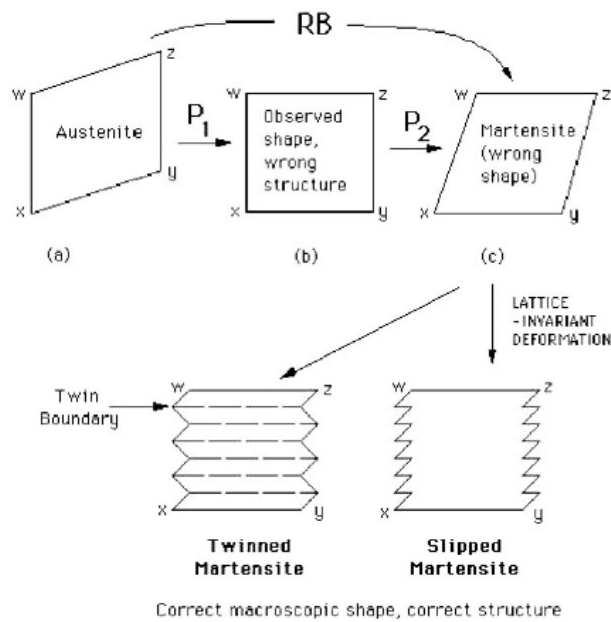 RB
w
z
Austenite
x
y
(a)
P1
w
z
Observed
shape,
wrong
structure
x
y
(b)
P2
w
z
Martensite
(wrong
shape)
x
y
(c)
LATTICE
-INVARIANT
DEFORMATION
Twin
Boundary
w
z
x
y
Twinned
Martensite
w
z
x
y
Slipped
Martensite
Correct macroscopic shape, correct structure